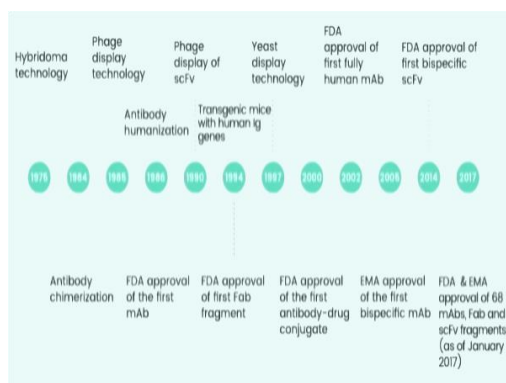 Hybridoma
technology
Phage
display
technology
Phage
display of
scFv
Yeast
display
technology
FDA
approval of
first fully
human mAb
FDA approval of
first bispecific
scFv
Antibody
humanization
Transgenic mice
with human Ig
genes
1975 1984 1985 1986 1990 1994 1997 2000 2002 2009 2014 2017
Antibody
chimerization
FDA approval
of the first
mAb
FDA approval
of first Fab
fragment
FDA approval
of the first
antibody-drug
conjugate
EMA approval
of the first
bispecific mAb
FDA & EMA
approval of 68
mAbs, Fab and
scFv fragments
(as of January
2017)